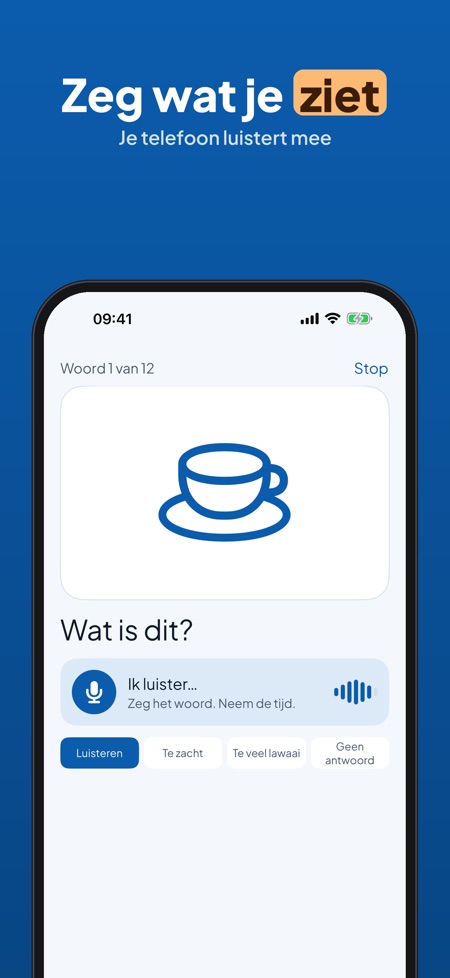 Zeg wat je ziet
Je telefoon luistert mee
09:41
Woord 1 van 12
Stop
Wat is dit?
Ik luister...
Zeg het woord. Neem de tijd.
Luisteren
Te zacht
Te veel lawaai
Geen
antwoord